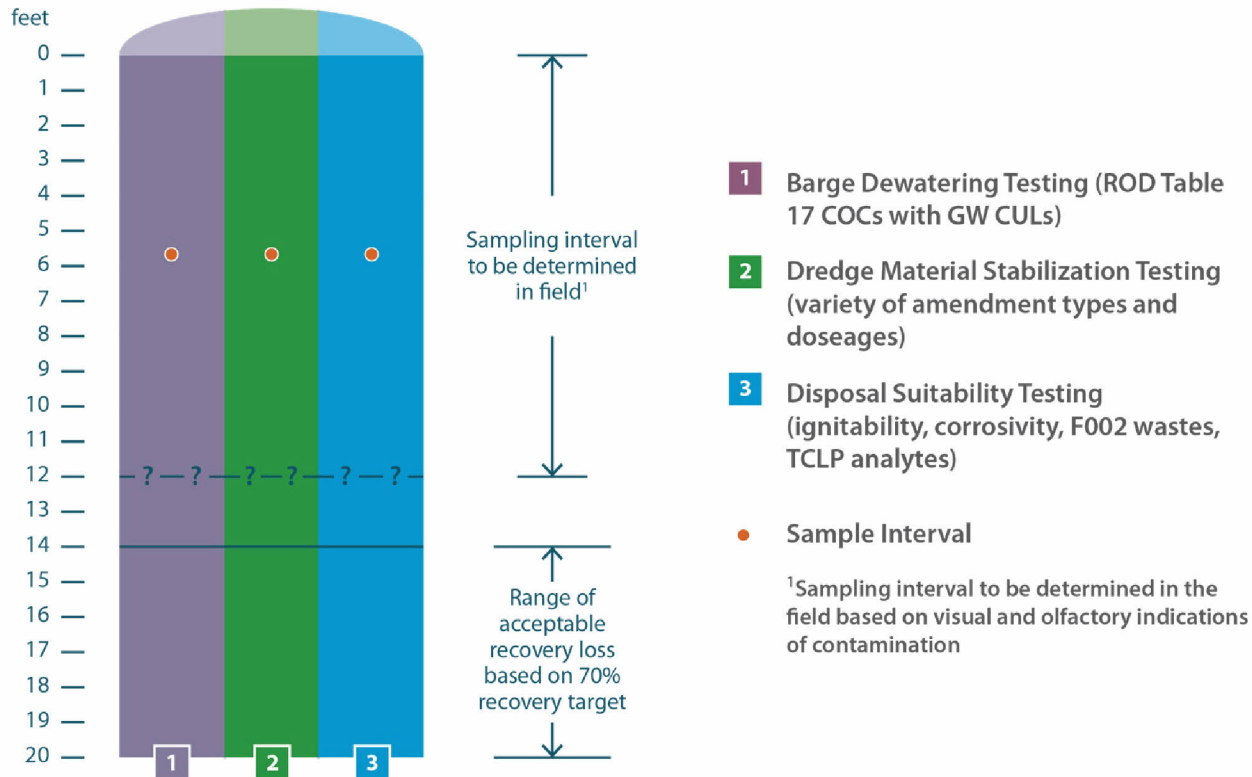 feet
0
1
2
3
4
5
6
7
8
9
10
11
12
13
14
15
16
17
18
19
20
? ? ? ? ? ?
1 2 3
Sampling interval
to be determined
in field¹
Range of
acceptable
recovery loss
based on 70%
recovery target
1 Barge Dewatering Testing (ROD Table
17 COCs with GW CULs)
2 Dredge Material Stabilization Testing
(variety of amendment types and
doseages)
3 Disposal Suitability Testing
(ignitability, corrosivity, F002 wastes,
TCLP analytes)
Sample Interval
¹Sampling interval to be determined in the
field based on visual and olfactory indications
of contamination